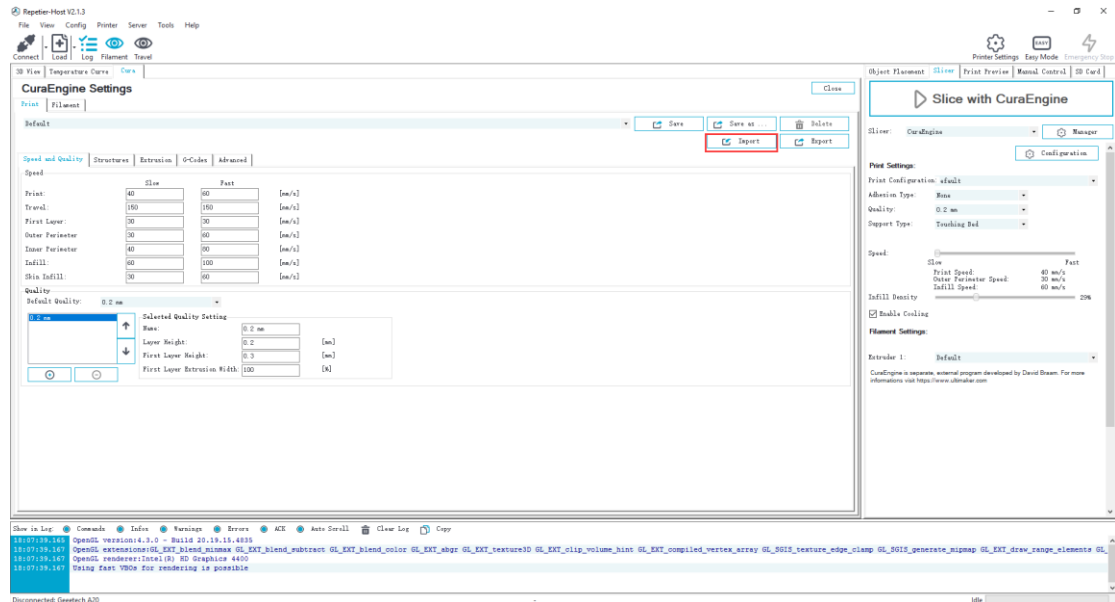 Repetier-Host V2.1.3
File View Config Printer Server Tools Help
Connect Load Log Filament Travel
Printer Settings Easy Mode Emergency Stop
EASY
3D View Temperature Curve Cura
Object Placement Slicer Print Preview Manual Control SD Card
CuraEngine Settings
Close
Print Filament
Default
Save Save as ... Delete
Import Export
Speed and Quality Structures Extrusion G-Codes Advanced
Speed
Slow Fast
Print: 40 60 [mm/s]
Travel: 150 150 [mm/s]
First Layer: 30 30 [mm/s]
Outer Perimeter 30 60 [mm/s]
Inner Perimeter 40 80 [mm/s]
Infill: 60 100 [mm/s]
Skin Infill: 30 60 [mm/s]
Quality
Default Quality: 0.2 mm
0.2 mm
Selected Quality Setting
Name: 0.2 mm
Layer Height: 0.2 [mm]
First Layer Height: 0.3 [mm]
First Layer Extrusion Width: 100 [%]
Slice with CuraEngine
Slicer: CuraEngine Manager
Configuration
Print Settings:
Print Configuration: efault
Adhesion Type: None
Quality: 0.2 mm
Support Type: Touching Bed
Speed:
Slow Fast
Print Speed: 40 mm/s
Outer Perimeter Speed: 30 mm/s
Infill Speed: 60 mm/s
Infill Density 29%
Enable Cooling
Filament Settings:
Extruder 1: Default
CuraEngine is separate, external program developed by David Braam. For more
informations visit https://www.ultimaker.com
Show in Log: Commands Infos Warnings Errors ACK Auto Scroll Clear Log Copy
18:07:39.165 OpenGL version:4.3.0 - Build 20.19.15.4835
18:07:39.167 OpenGL extensions:GL_EXT_blend_minmax GL_EXT_blend_subtract GL_EXT_blend_color GL_EXT_abgr GL_EXT_texture3D GL_EXT_clip_volume_hint GL_EXT_compiled_vertex_array GL_SGIS_texture_edge_clamp GL_SGIS_generate_mipmap GL_EXT_draw_range_elements GL_
18:07:39.167 OpenGL renderer:Intel(R) HD Graphics 4400
18:07:39.167 Using fast VBOs for rendering is possible
Disconnected: Geeetech A20 - Idle